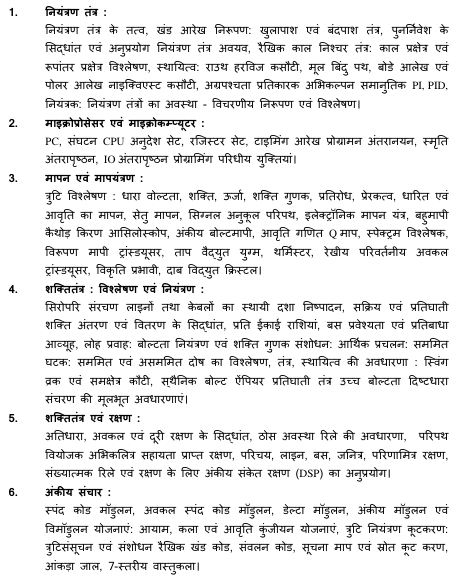 1. नियंत्रण तंत्र :
नियंत्रण तंत्र के तत्व, खंड आरेख निरूपण: खुलापाश एवं बंदपाश तंत्र, पुनर्निवेश के
सिद्धांत एवं अनुप्रयोग नियंत्रण तंत्र अवयव, रैखिक काल निश्चर तंत्र: काल प्रक्षेत्र एवं
रूपांतर प्रक्षेत्र विश्लेषण, स्थायित्व: राउथ हरविज कसौटी, मूल बिंदु पथ, बोडे आलेख एवं
पोलर आलेख नाइक्विएस्ट कसौटी, अग्रपश्चता प्रतिकारक अभिकल्पन समानुतिक PI, PID,
नियंत्रक: नियंत्रण तंत्रों का अवस्था - विचरणीय निरूपण एवं विश्लेषण।
2. माइक्रोप्रोसेसर एवं माइक्रोकम्प्यूटर :
PC, संघटन CPU अनुदेश सेट, रजिस्टर सेट, टाइमिंग आरेख प्रोग्रामन अंतरानयन, स्मृति
अंतरापृष्ठन, IO अंतरापृष्ठन प्रोग्रामिंग परिधीय युक्तियां।
3. मापन एवं मापयंत्रण :
त्रुटि विश्लेषण : धारा वोल्टता, शक्ति, ऊर्जा, शक्ति गुणक, प्रतिरोध, प्रेरकत्व, धारित एवं
आवृति का मापन, सेतु मापन, सिग्नल अनुकूल परिपथ, इलेक्ट्रॉनिक मापन यंत्र, बहुमापी
कैथोड़ किरण आसिलोस्कोप, अंकीय बोल्टमापी, आवृति गणित Q माप, स्पेक्ट्रम विश्लेषक,
विरूपण मापी ट्रांस्डयूसर, ताप वैद्युत युग्म, थर्मिस्टर, रेखीय परिवर्तनीय अवकल
ट्रांस्डयूसर, विकृति प्रभावी, दाब विद्युत क्रिस्टल।
4. शक्तितंत्र : विश्लेषण एवं नियंत्रण :
सिरोपरि संरचण लाइनों तथा केबलों का स्थायी दशा निष्पादन, सक्रिय एवं प्रतिघाती
शक्ति अंतरण एवं वितरण के सिद्धांत, प्रति ईकाई राशियां, बस प्रवेश्यता एवं प्रतिबाधा
आव्यूह, लोह प्रवाह: बोल्टता नियंत्रण एवं शक्ति गुणक संशोधन: आर्थिक प्रचलन: सममित
घटक: सममित एवं असममित दोष का विश्लेषण, तंत्र, स्थायित्व की अवधारणा : स्विंग
व्रक एवं समक्षेत्र कौटी, स्थैनिक बोल्ट ऐंपियर प्रतिघाती तंत्र उच्च बोल्टता दिष्टधारा
संचरण की मूलभूत अवधारणाएं।
5. शक्तितंत्र एवं रक्षण :
अतिधारा, अवकल एवं दूरी रक्षण के सिद्धांत, ठोस अवस्था रिले की अवधारणा, परिपथ
वियोजक अभिकलित्र सहायता प्राप्त रक्षण, परिचय, लाइन, बस, जनित्र, परिणामित्र रक्षण,
संख्यात्मक रिले एवं रक्षण के लिए अंकीय संकेत रक्षण (DSP) का अनुप्रयोग।
6. अंकीय संचार :
स्पंद कोड मॉडुलन, अवकल स्पंद कोड मॉडुलन, डेल्टा मॉडुलन, अंकीय मॉडुलन एवं
विमॉडुलन योजनाएं: आयाम, कला एवं आवृति कुंजीयन योजनाएं, त्रुटि नियंत्रण कूटकरण:
त्रुटिसंसूचन एवं संशोधन रैखिक खंड कोड, संवलन कोड, सूचना माप एवं स्रोत कूट करण,
आंकड़ा जाल, 7-स्तरीय वास्तुकला।